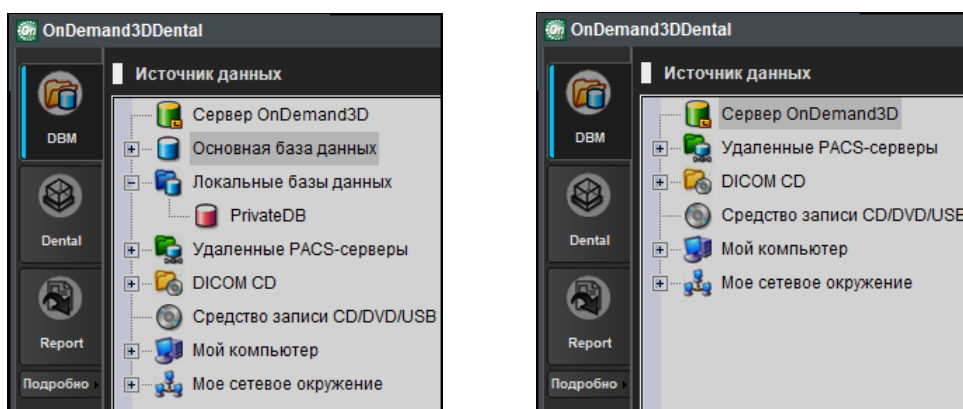 OnDemand3DDental
Источник данных
DBM
Dental
Report
Подробно
Сервер OnDemand3D
Основная база данных
Локальные базы данных
PrivateDB
Удаленные PACS-серверы
DICOM CD
Средство записи CD/DVD/USB
Мой компьютер
Мое сетевое окружение
OnDemand3DDental
Источник данных
DBM
Dental
Report
Подробно
Сервер OnDemand3D
Удаленные PACS-серверы
DICOM CD
Средство записи CD/DVD/USB
Мой компьютер
Мое сетевое окружение